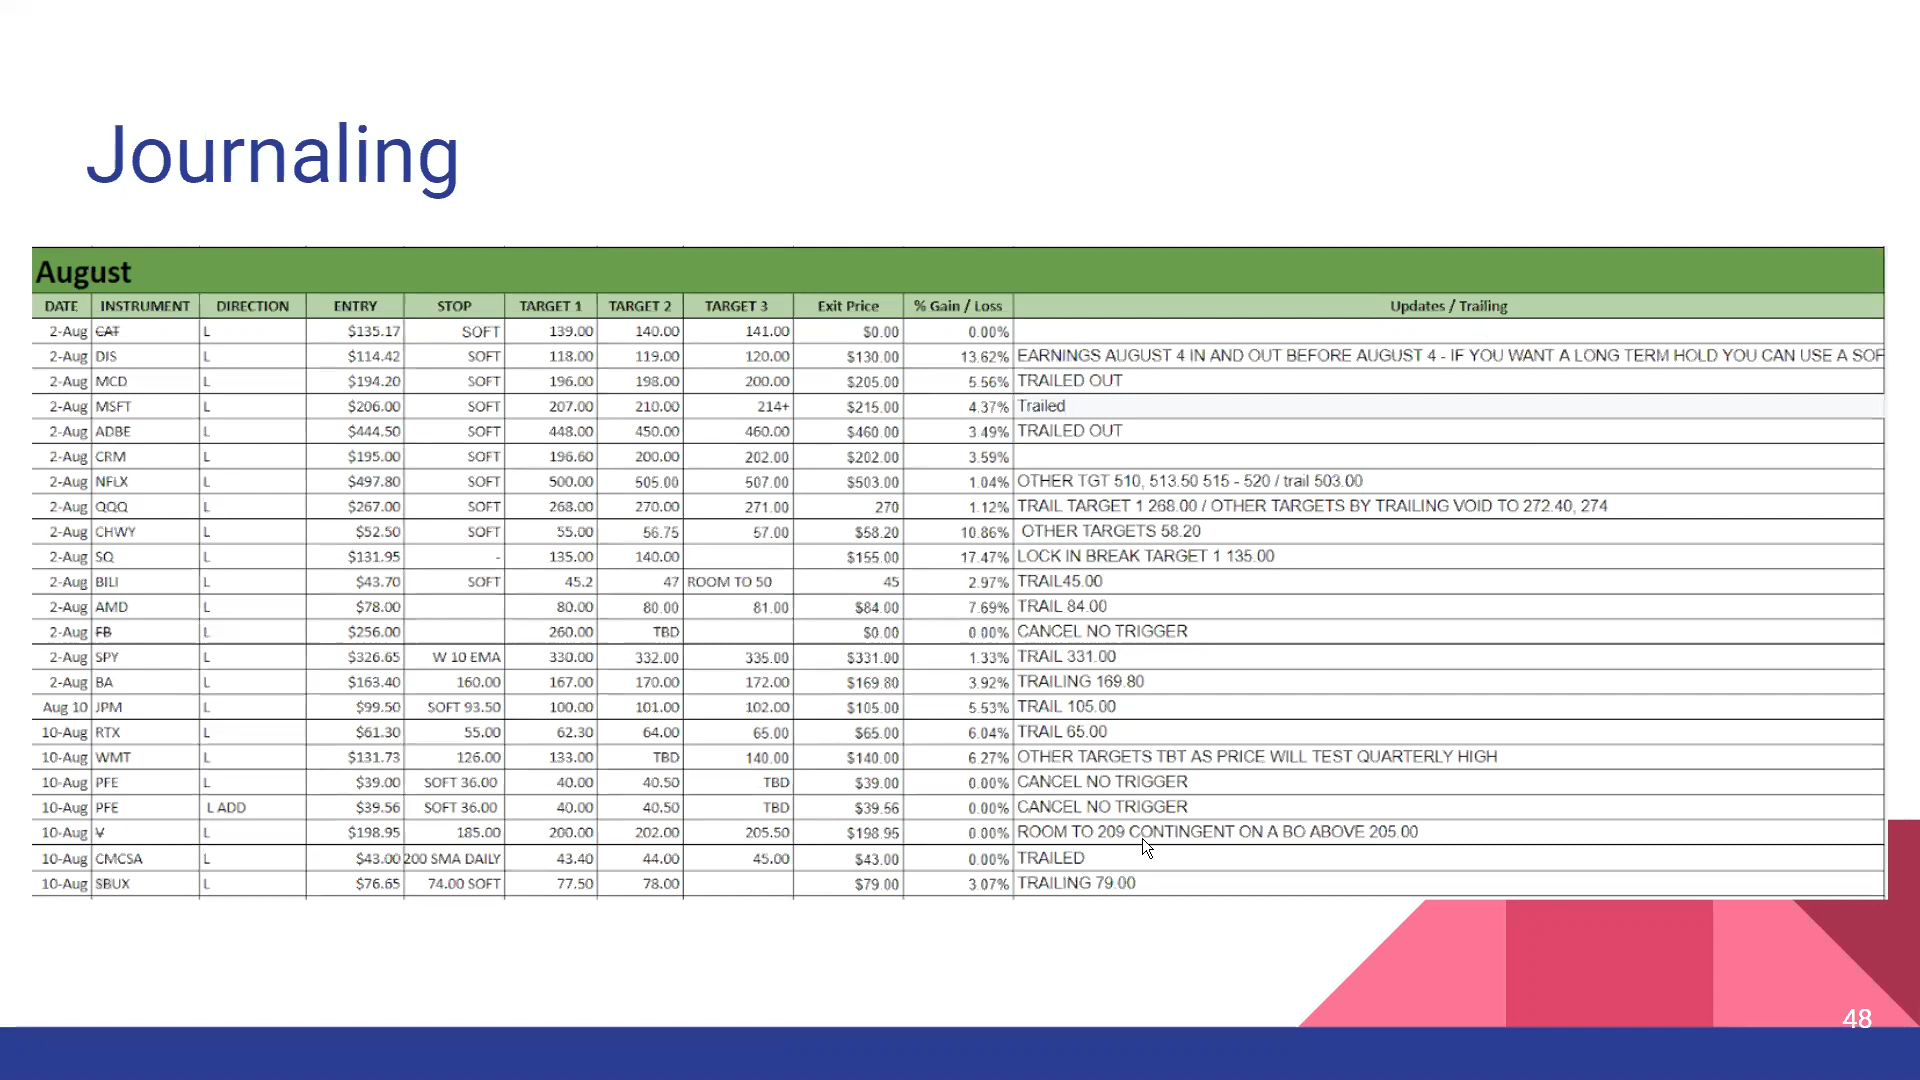 Journaling
August
DATE INSTRUMENT DIRECTION ENTRY STOP TARGET 1 TARGET 2 TARGET 3 Exit Price % Gain / Loss Updates / Trailing
2-Aug CAT L $135.17 SOFT 139.00 140.00 141.00 $0.00 0.00%
2-Aug DIS L $114.42 SOFT 118.00 119.00 120.00 $130.00 13.62% EARNINGS AUGUST 4 IN AND OUT BEFORE AUGUST 4 - IF YOU WANT A LONG TERM HOLD YOU CAN USE A SOF
2-Aug MCD L $194.20 SOFT 196.00 198.00 200.00 $205.00 5.56% TRAILED OUT
2-Aug MSFT L $206.00 SOFT 207.00 210.00 214+ $215.00 4.37% Trailed
2-Aug ADBE L $444.50 SOFT 448.00 450.00 460.00 $460.00 3.49% TRAILED OUT
2-Aug CRM L $195.00 SOFT 196.60 200.00 202.00 $202.00 3.59%
2-Aug NFLX L $497.80 SOFT 500.00 505.00 507.00 $503.00 1.04% OTHER TGT 510, 513.50 515 - 520 / trail 503.00
2-Aug QQQ L $267.00 SOFT 268.00 270.00 271.00 270 1.12% TRAIL TARGET 1 268.00 / OTHER TARGETS BY TRAILING VOID TO 272.40, 274
2-Aug CHWY L $52.50 SOFT 55.00 56.75 57.00 $58.20 10.86% OTHER TARGETS 58.20
2-Aug SQ L $131.95 - 135.00 140.00 $155.00 17.47% LOCK IN BREAK TARGET 1 135.00
2-Aug BILI L $43.70 SOFT 45.2 47 ROOM TO 50 45 2.97% TRAIL45.00
2-Aug AMD L $78.00 80.00 80.00 81.00 $84.00 7.69% TRAIL 84.00
2-Aug FB L $256.00 260.00 TBD $0.00 0.00% CANCEL NO TRIGGER
2-Aug SPY L $326.65 W 10 EMA 330.00 332.00 335.00 $331.00 1.33% TRAIL 331.00
2-Aug BA L $163.40 160.00 167.00 170.00 172.00 $169.80 3.92% TRAILING 169.80
Aug 10 JPM L $99.50 SOFT 93.50 100.00 101.00 102.00 $105.00 5.53% TRAIL 105.00
10-Aug RTX L $61.30 55.00 62.30 64.00 65.00 $65.00 6.04% TRAIL 65.00
10-Aug WMT L $131.73 126.00 133.00 TBD 140.00 $140.00 6.27% OTHER TARGETS TBT AS PRICE WILL TEST QUARTERLY HIGH
10-Aug PFE L $39.00 SOFT 36.00 40.00 40.50 TBD $39.00 0.00% CANCEL NO TRIGGER
10-Aug PFE L ADD $39.56 SOFT 36.00 40.00 40.50 TBD $39.56 0.00% CANCEL NO TRIGGER
10-Aug V L $198.95 185.00 200.00 202.00 205.50 $198.95 0.00% ROOM TO 209 CONTINGENT ON A BO ABOVE 205.00
10-Aug CMCSA L $43.00 200 SMA DAILY 43.40 44.00 45.00 $43.00 0.00% TRAILED
10-Aug SBUX L $76.65 74.00 SOFT 77.50 78.00 $79.00 3.07% TRAILING 79.00
48